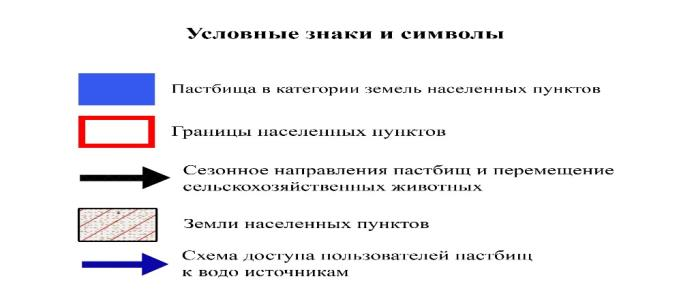 Условные знаки и символы
Пастбища в категории земель населенных пунктов
Границы населенных пунктов
Сезонное направления пастбищ и перемещение
сельскохозяйственных животных
Земли населенных пунктов
Схема доступа пользователей пастбищ
к водо источникам